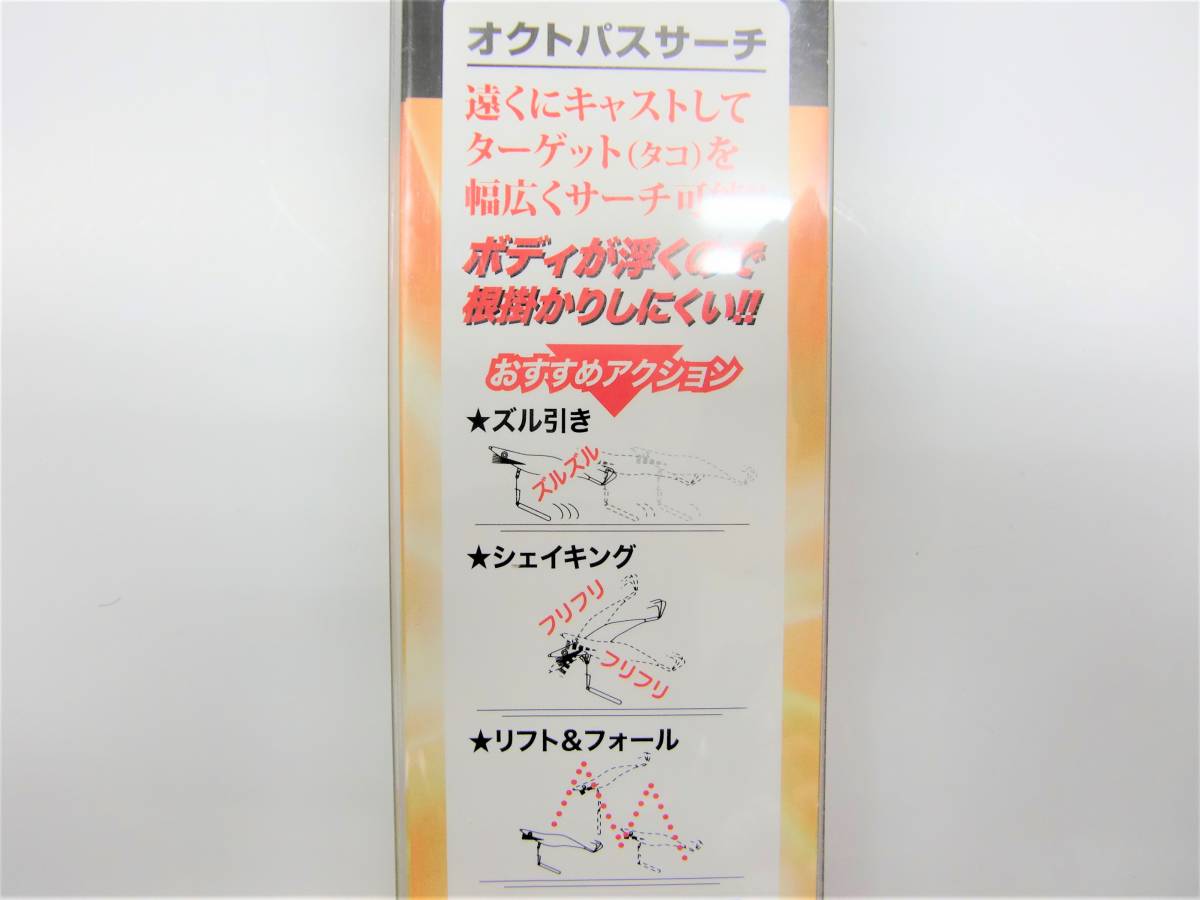 オクトパスサーチ
遠くにキャストして
ターゲット(タコ)を
幅広くサーチ可
ボディが浮くので
根掛かりしにくい!!
おすすめアクション
★ズル引き
ズルズル
★シェイキング
フリフリ
フリフリ
★リフト&フォール